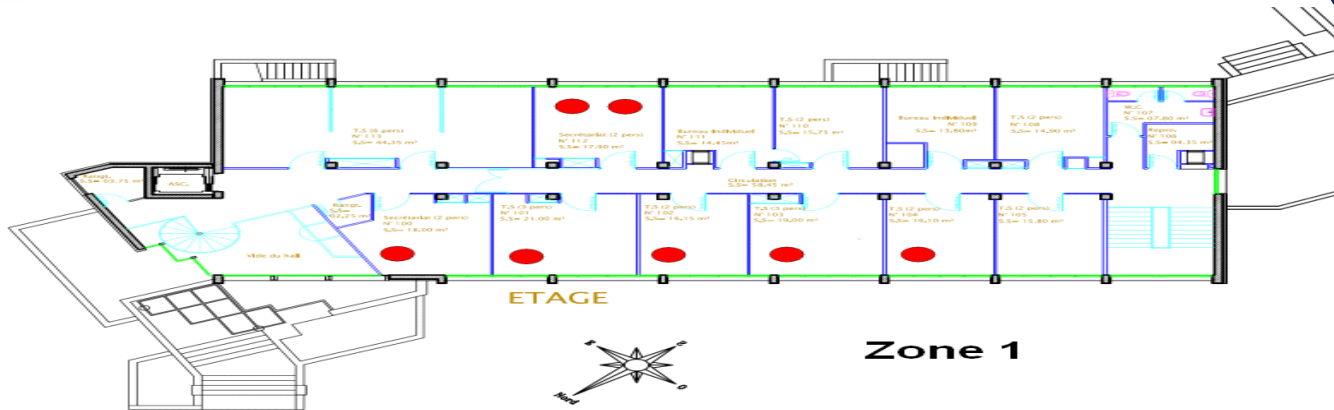 T.S (6 pers)
N° 113
S.S= 44,35 m²
Secrétariat (2 pers)
N° 112
S.S= 17,90 m²
Bureau Individuel
N° 111
S.S= 14,45m²
T.S (2 pers)
N° 110
S.S= 15,75 m²
Bureau Individuel
N° 109
S.S= 13,80m²
T.S (2 pers)
N° 108
S.S= 14,90 m²
W.C.
N° 107
S.S= 07,80 m²
Repro.
N° 106
S.S= 04,35 m²
Rangt.
S.S= 02,75 m²
ASC.
Circulation
S.S= 58,45 m²
Rangt.
S.S=
02,25 m²
Secrétariat (2 pers)
N° 100
S.S= 18,00 m²
T.S (3 pers)
N° 101
S.S= 21,00 m²
T.S (2 pers)
N° 102
S.S= 16,15 m²
T.S (3 pers)
N° 103
S.S= 19,00 m²
T.S (2 pers)
N° 104
S.S= 16,10 m²
T.S (2 pers)
N° 105
S.S= 15,80 m²
Vide du hall
ETAGE
Zone 1
E
S
O
Nord